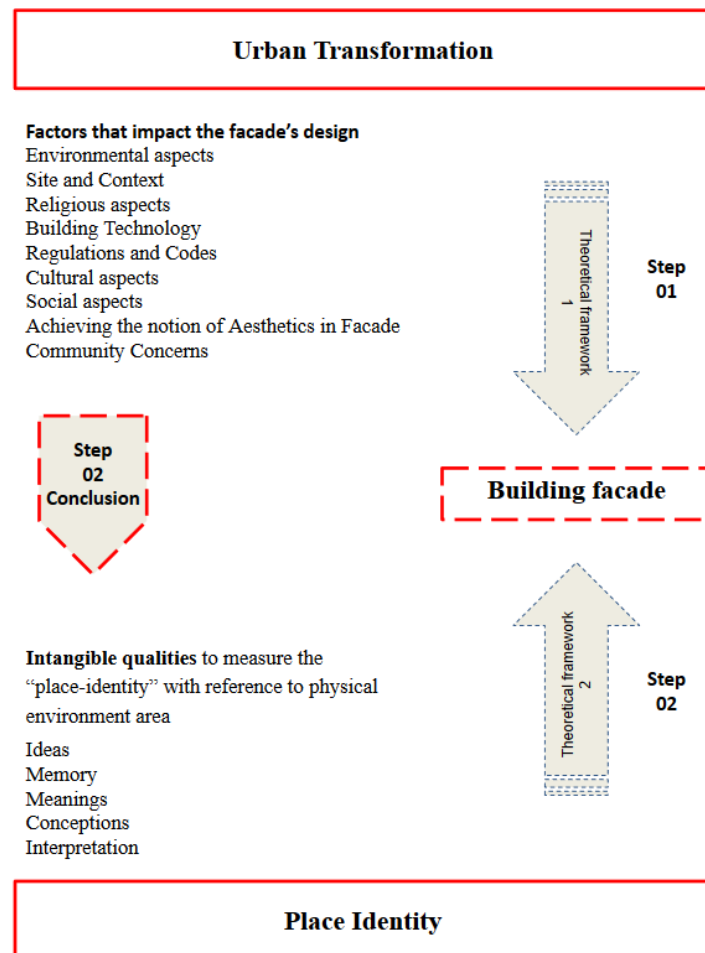 Urban Transformation
Factors that impact the facade's design
Environmental aspects
Site and Context
Religious aspects
Building Technology
Regulations and Codes
Cultural aspects
Social aspects
Achieving the notion of Aesthetics in Facade
Community Concerns
Theoretical framework
1
Step
01
Step
02
Conclusion
Building facade
Intangible qualities to measure the
“place-identity” with reference to physical
environment area
Ideas
Memory
Meanings
Conceptions
Interpretation
Theoretical framework
2
Step
02
Place Identity